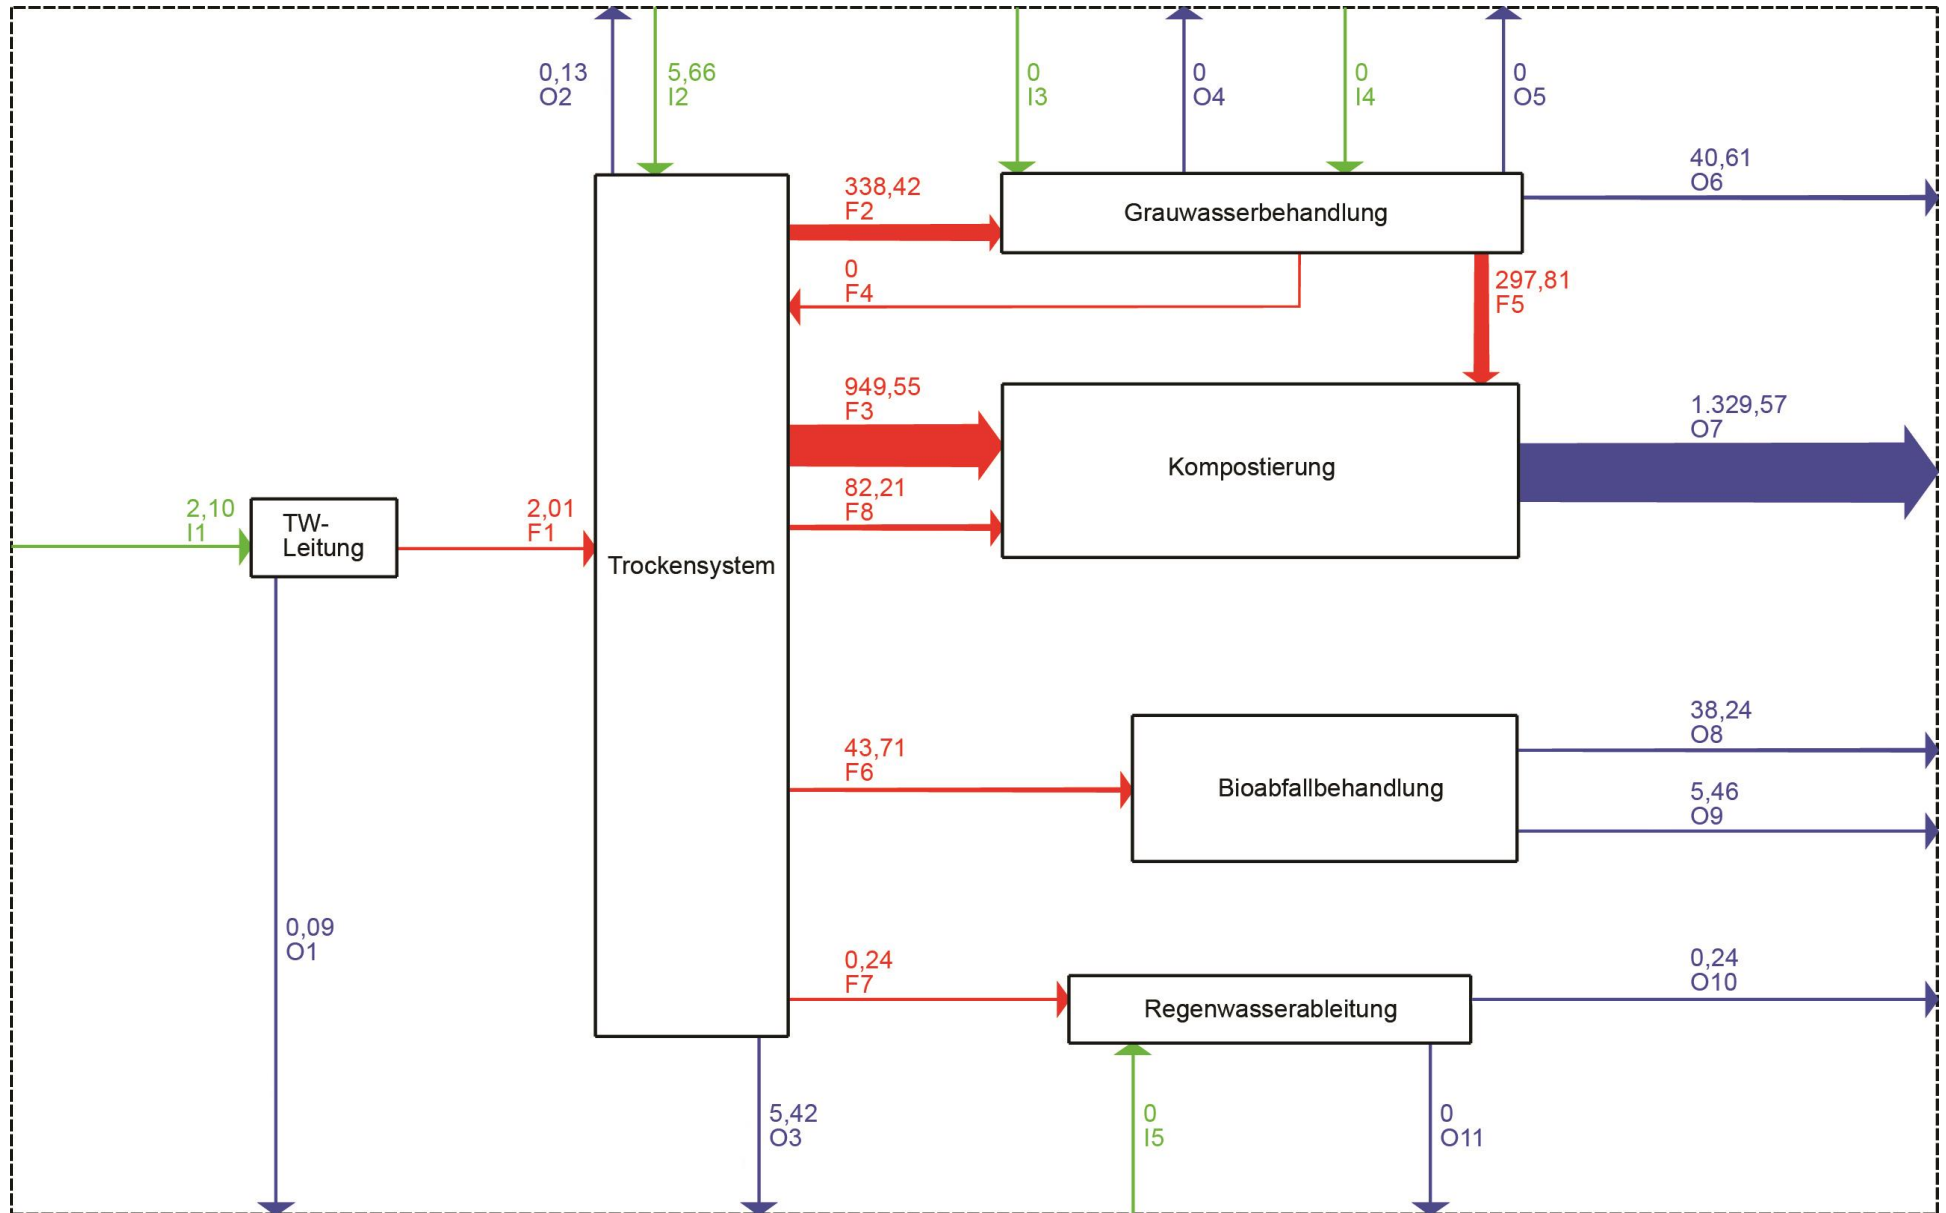 0,13
O2
5,66
I2
0
I3
0
O4
0
I4
0
O5
40,61
O6
338,42
F2
Grauwasserbehandlung
0
F4
297,81
F5
949,55
F3
1.329,57
O7
Kompostierung
82,21
F8
2,10
I1
TW-
Leitung
2,01
F1
Trockensystem
38,24
O8
43,71
F6
Bioabfallbehandlung
5,46
O9
0,09
O1
0,24
F7
Regenwasserableitung
0,24
O10
5,42
O3
0
I5
0
O11